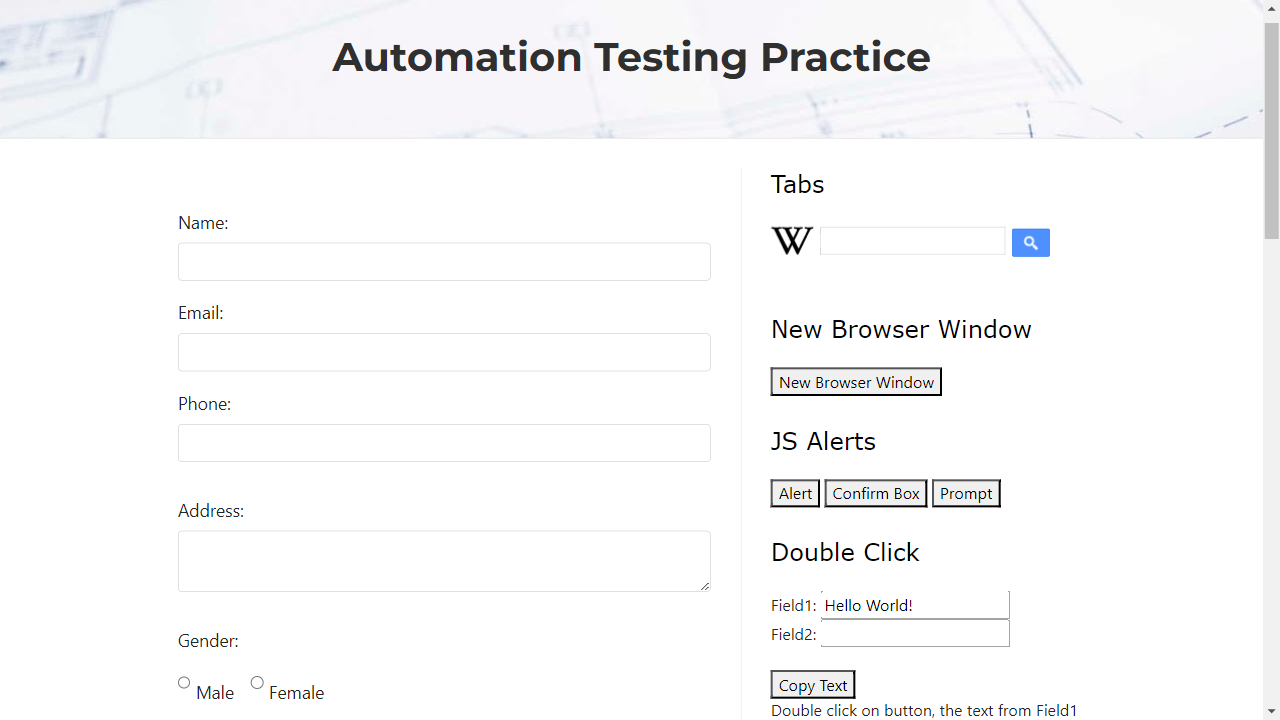 Automation Testing Practice
Name:
Email:
Phone:
Address:
Gender:
Male Female
Tabs
W
New Browser Window
New Browser Window
JS Alerts
Alert Confirm Box Prompt
Double Click
Field1: Hello World!
Field2:
Copy Text
Double click on button, the text from Field1